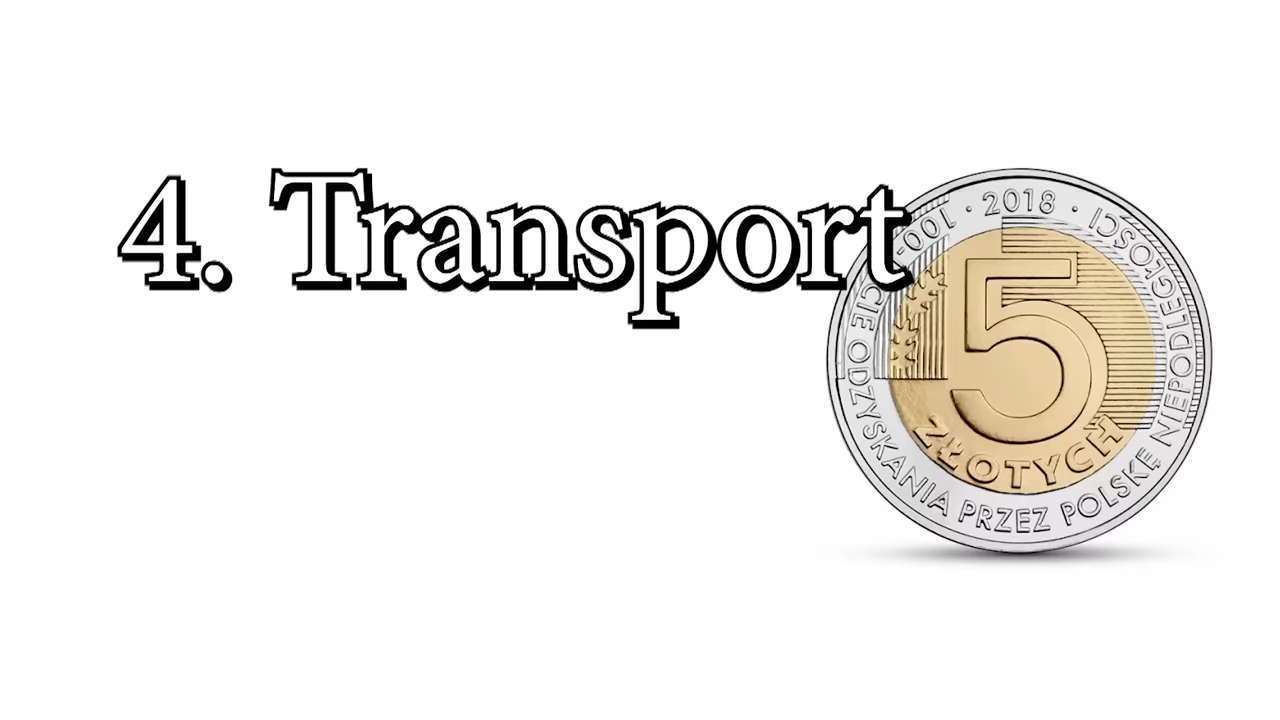 4. Transport
· 2018 · 100-LECIE ODZYSKANIA PRZEZ POLSKĘ NIEPODLEGŁOŚCI
5
ZŁOTYCH